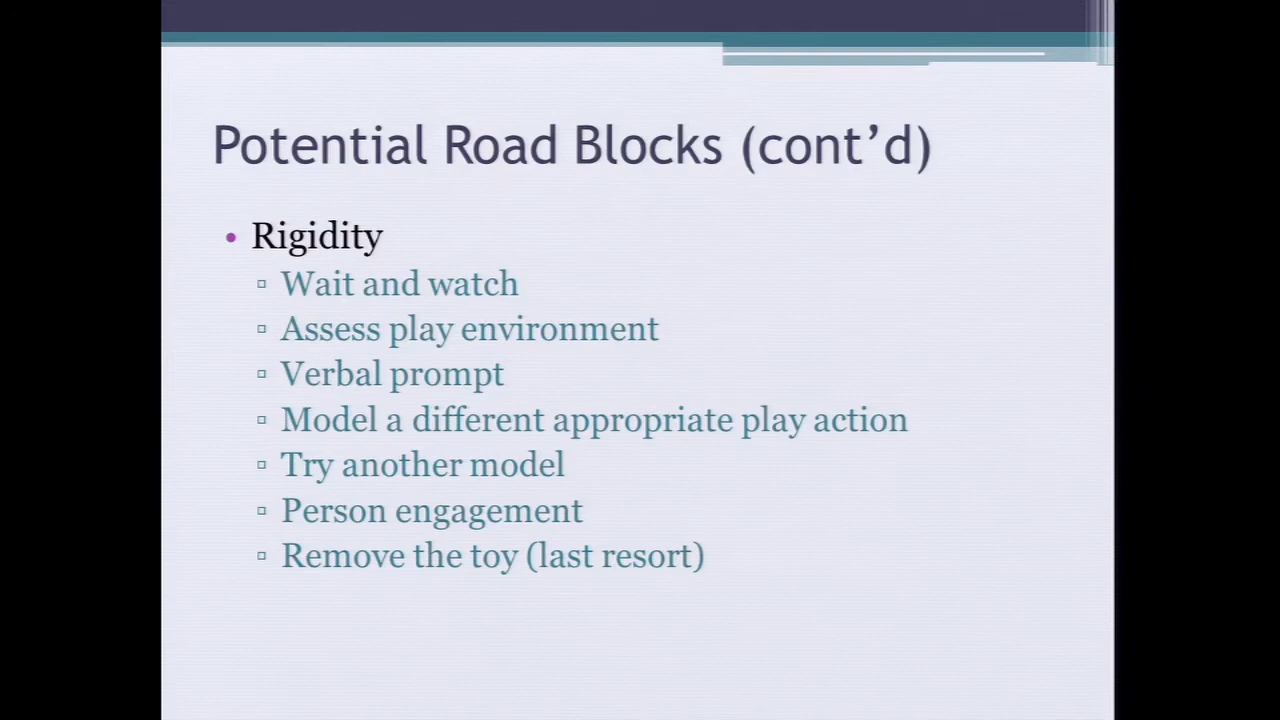 Potential Road Blocks (cont’d)
• Rigidity
▫ Wait and watch
▫ Assess play environment
▫ Verbal prompt
▫ Model a different appropriate play action
▫ Try another model
▫ Person engagement
▫ Remove the toy (last resort)